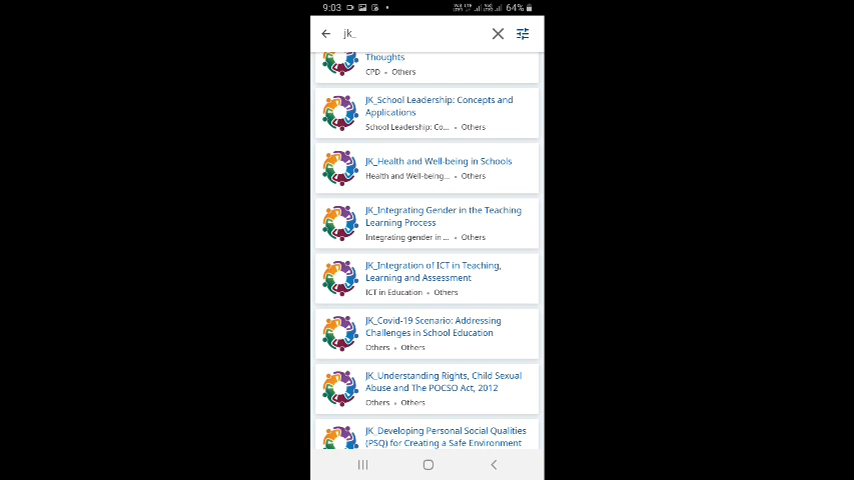 9:03
64%
jk_
Thoughts
CPD • Others
JK_School Leadership: Concepts and
Applications
School Leadership: Co... • Others
JK_Health and Well-being in Schools
Health and Well-being... • Others
JK_Integrating Gender in the Teaching
Learning Process
Integrating gender in ... • Others
JK_Integration of ICT in Teaching,
Learning and Assessment
ICT in Education • Others
JK_Covid-19 Scenario: Addressing
Challenges in School Education
Others • Others
JK_Understanding Rights, Child Sexual
Abuse and The POCSO Act, 2012
Others • Others
JK_Developing Personal Social Qualities
(PSQ) for Creating a Safe Environment